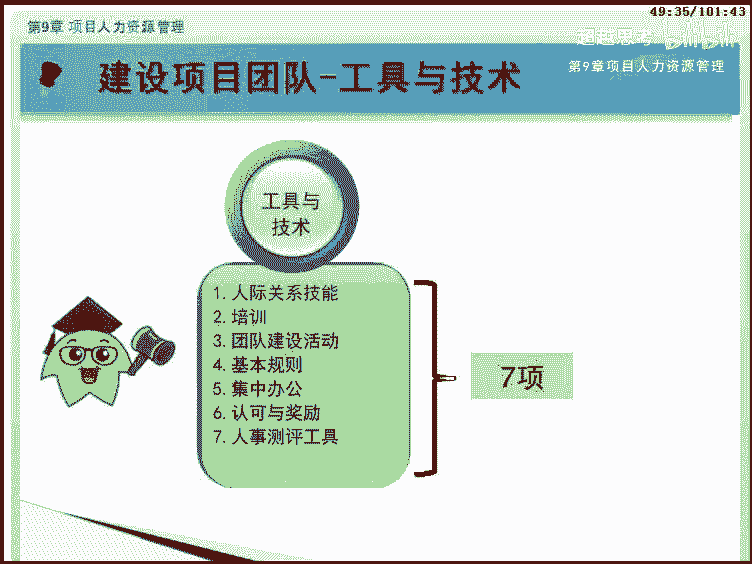 49:35/101:43
第9章 项目人力资源管理
超越思考 bilibili
建设项目团队-工具与技术
第9章项目人力资源管理
工具与
技术
1. 人际关系技能
2. 培训
3. 团队建设活动
4. 基本规则
5. 集中办公
6. 认可与奖励
7. 人事测评工具
7项